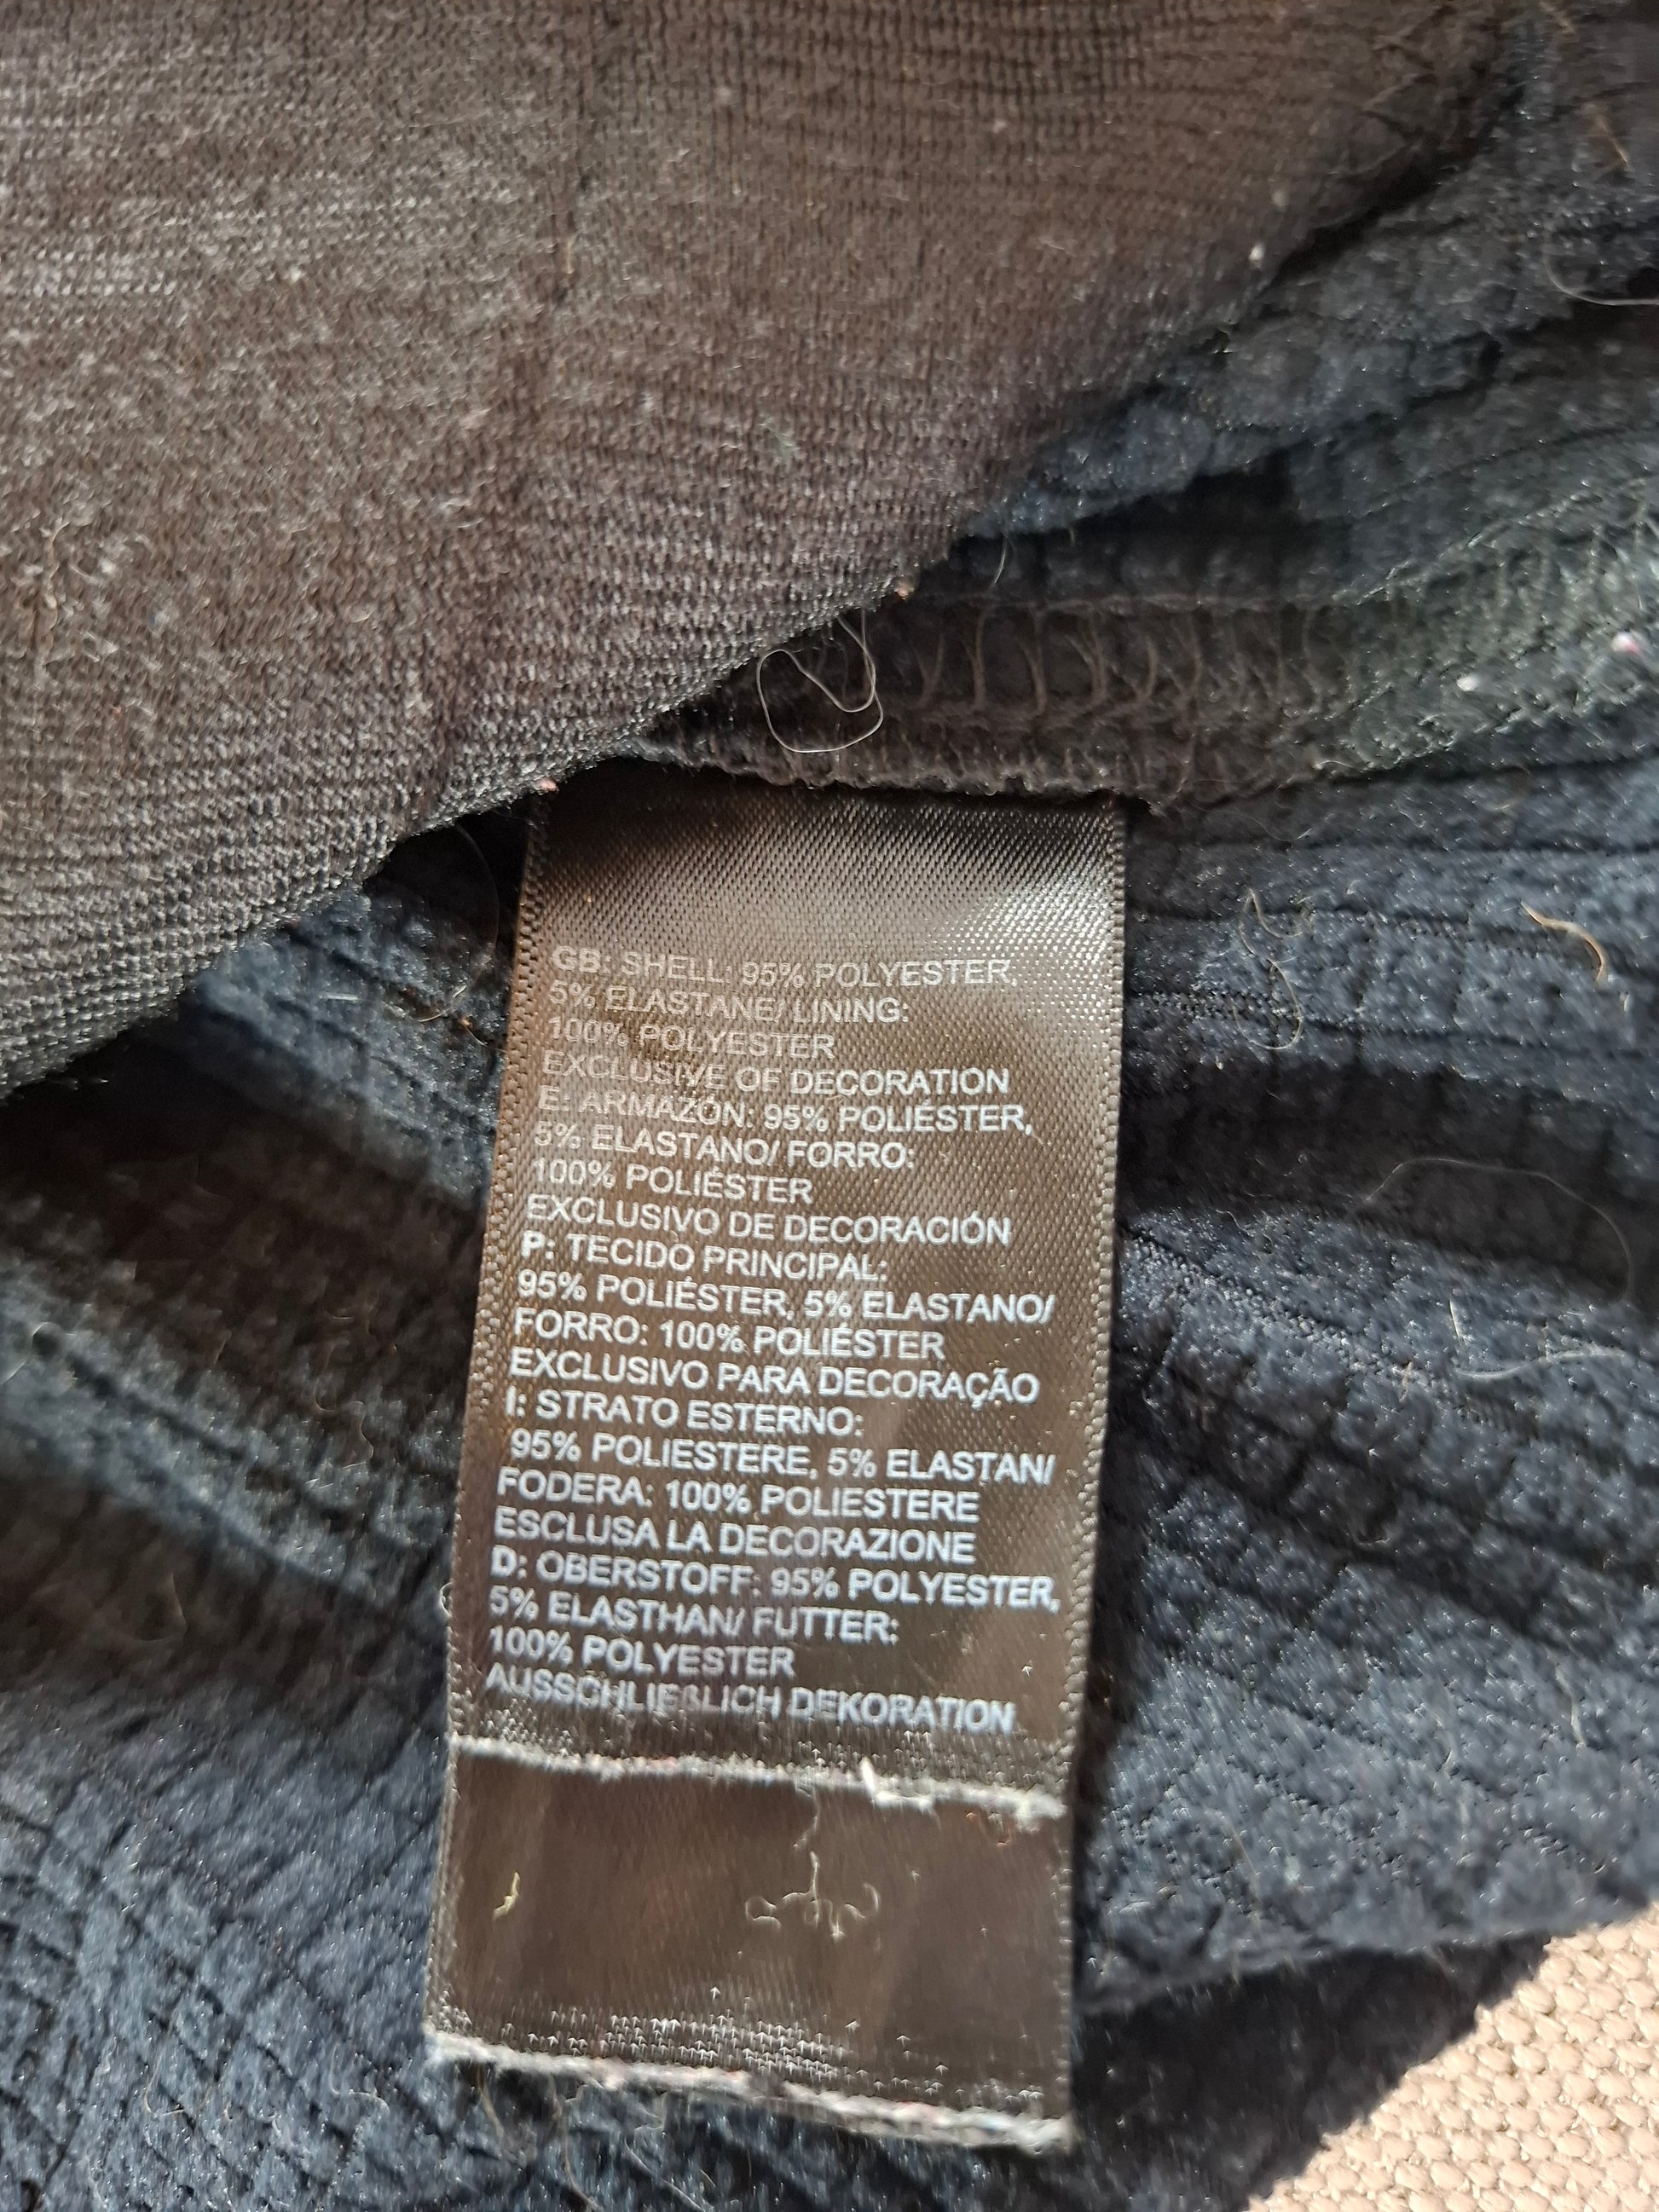 GB: SHELL: 95% POLYESTER,
5% ELASTANE/ LINING:
100% POLYESTER
EXCLUSIVE OF DECORATION
E: ARMAZÓN: 95% POLIÉSTER,
5% ELASTANO/ FORRO:
100% POLIÉSTER
EXCLUSIVO DE DECORACIÓN
P: TECIDO PRINCIPAL:
95% POLIÉSTER, 5% ELASTANO/
FORRO: 100% POLIÉSTER
EXCLUSIVO PARA DECORAÇÃO
I: STRATO ESTERNO:
95% POLIESTERE, 5% ELASTAN/
FODERA: 100% POLIESTERE
ESCLUSA LA DECORAZIONE
D: OBERSTOFF: 95% POLYESTER,
5% ELASTHAN/ FUTTER:
100% POLYESTER
AUSSCHLIEßLICH DEKORATION